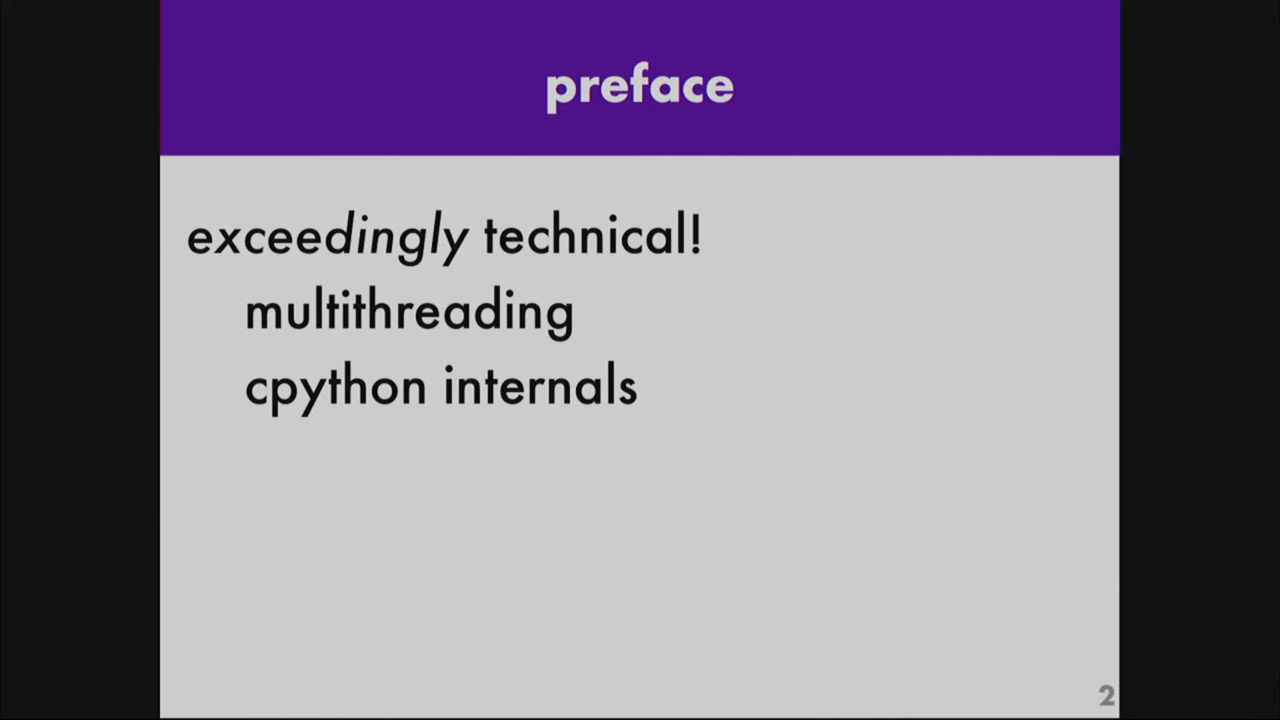 preface
exceedingly technical!
multithreading
cpython internals
2